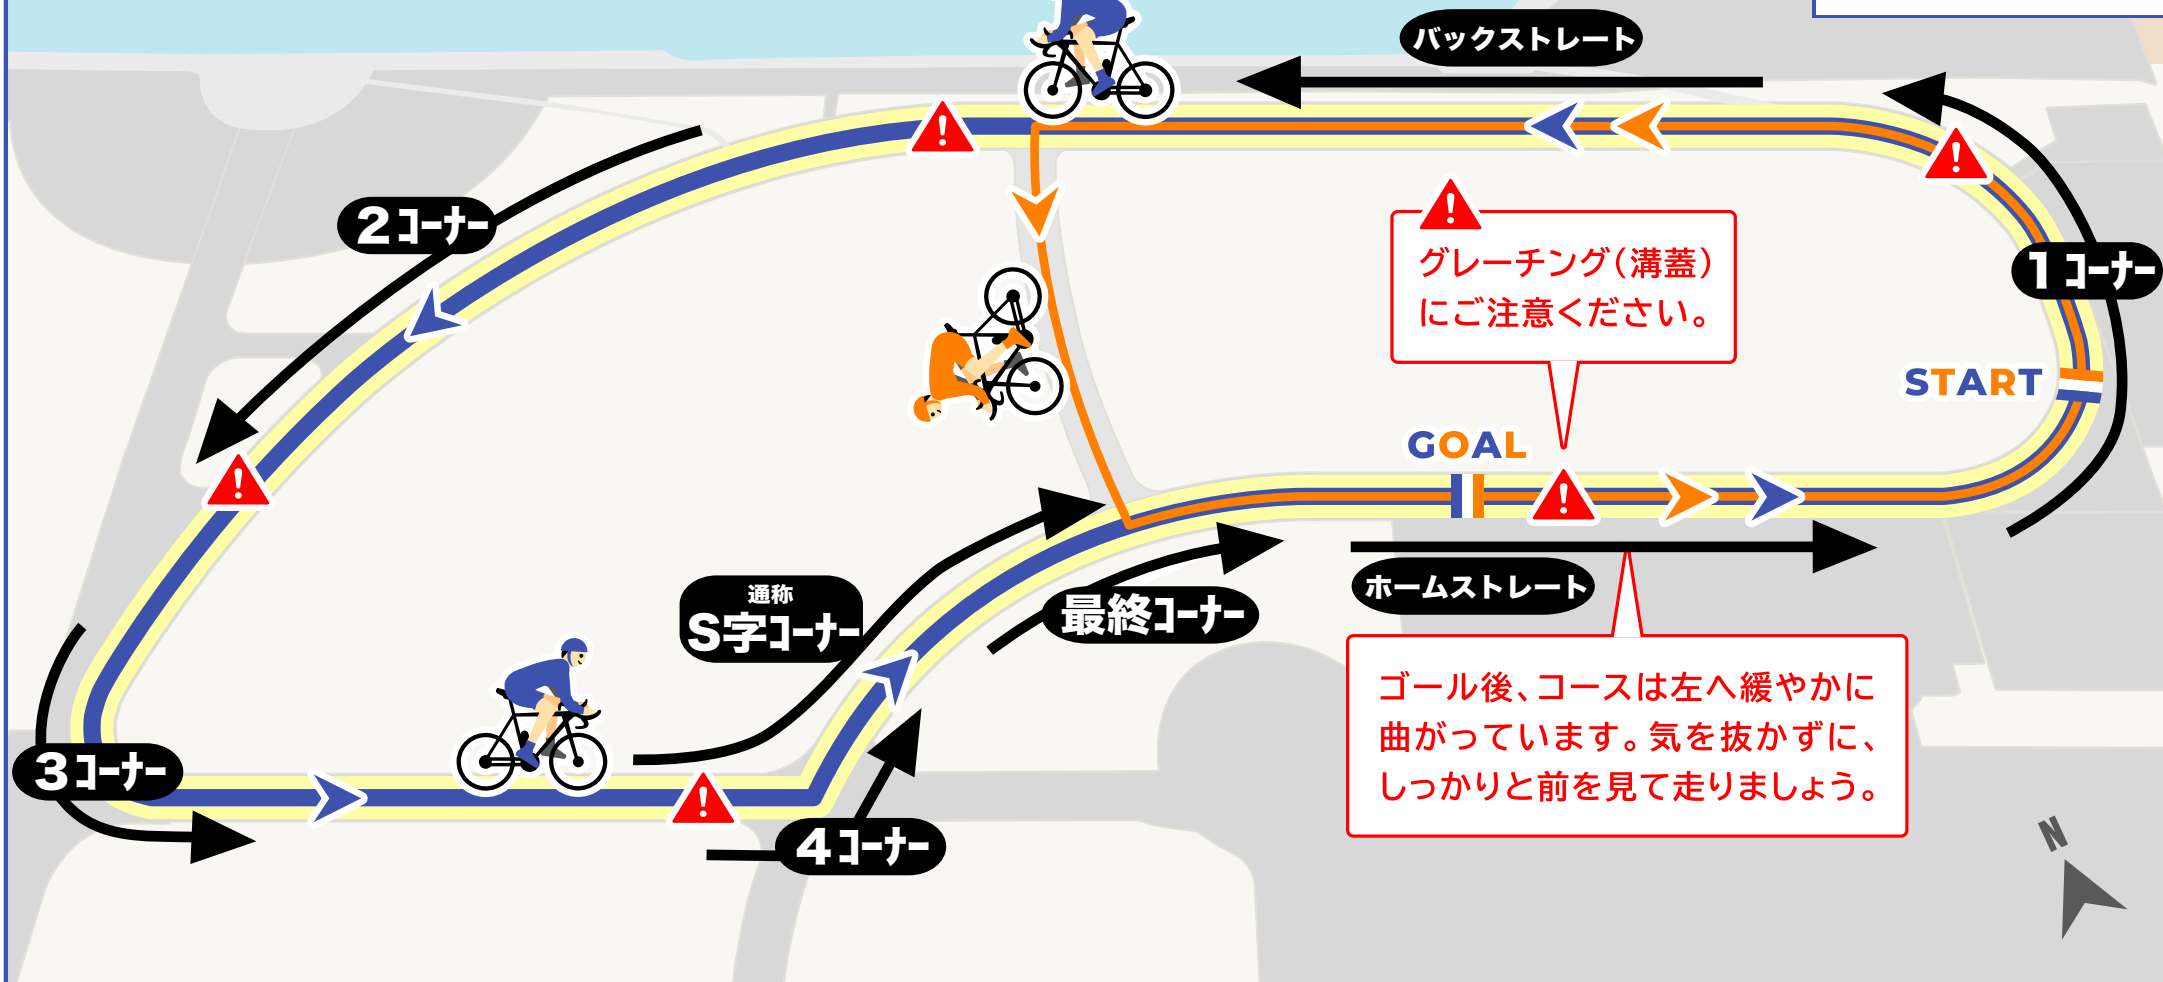 バックストレート
2コーナー
1コーナー
グレーチング（溝蓋）
にご注意ください。
START
GOAL
ホームストレート
通称
S字コーナー
最終コーナー
ゴール後、コースは左へ緩やかに
曲がっています。気を抜かずに、
しっかりと前を見て走りましょう。
3コーナー
4コーナー
N